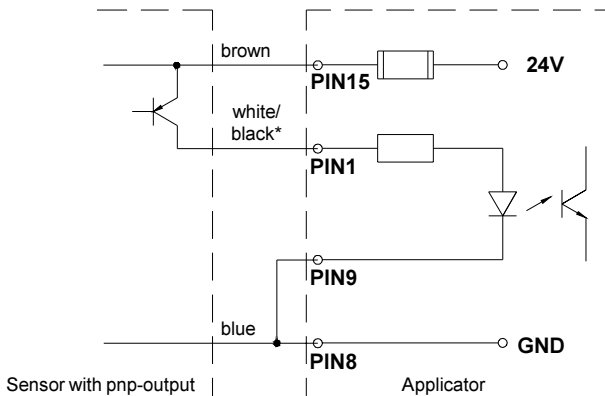 brown
PIN15
24V
white/
black*
PIN1
PIN9
blue
PIN8
GND
Sensor with pnp-output
Applicator